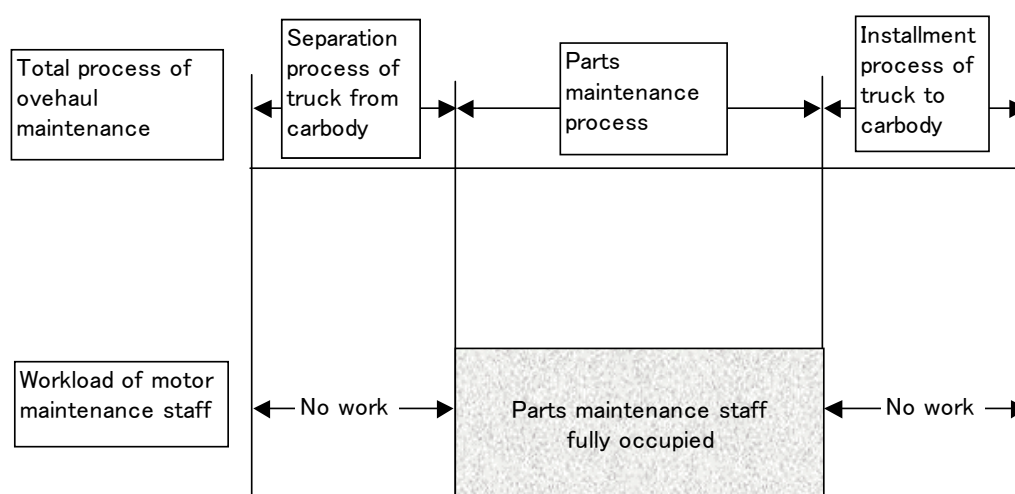 Total process of
ovehaul
maintenance
Separation
process of
truck from
carbody
Parts
maintenance
process
Installment
process of
truck to
carbody
Workload of motor
maintenance staff
No work
Parts maintenance staff
fully occupied
No work